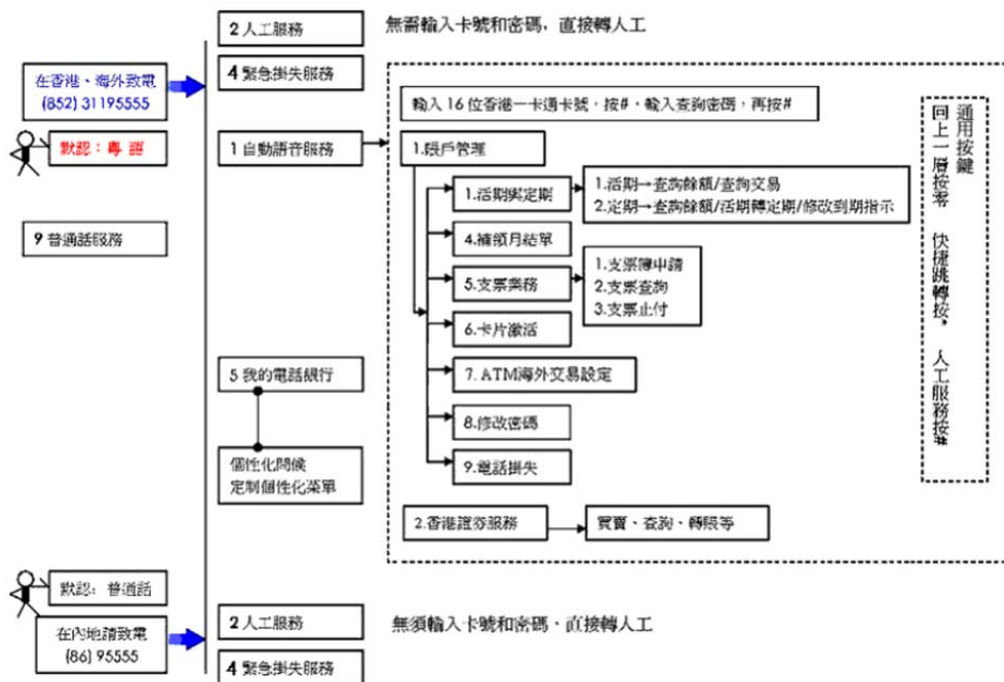 2 人工服務
無需輸入卡號和密碼，直接轉人工
4 緊急掛失服務
在香港、海外致電
(852) 31195555
默認：粵語
1 自動語音服務
9 普通話服務
輸入 16 位香港一卡通卡號，按#，輸入查詢密碼，再按#
1.賬戶管理
1.活期與定期
1.活期→查詢餘額/查詢交易
2.定期→查詢餘額/活期轉定期/修改到期指示
4.補領月結單
5.支票業務
1.支票簿申請
2.支票查詢
3.支票止付
6.卡片激活
7. ATM海外交易設定
8.修改密碼
9.電話掛失
2.香港證券服務
買賣、查詢、轉賬等
通用按鍵
回上一層按零 快捷跳轉按* 人工服務按#
5 我的電話銀行
個性化問候
定制個性化菜單
默認：普通話
在內地請致電
(86) 95555
2 人工服務
無須輸入卡號和密碼、直接轉人工
4 緊急掛失服務